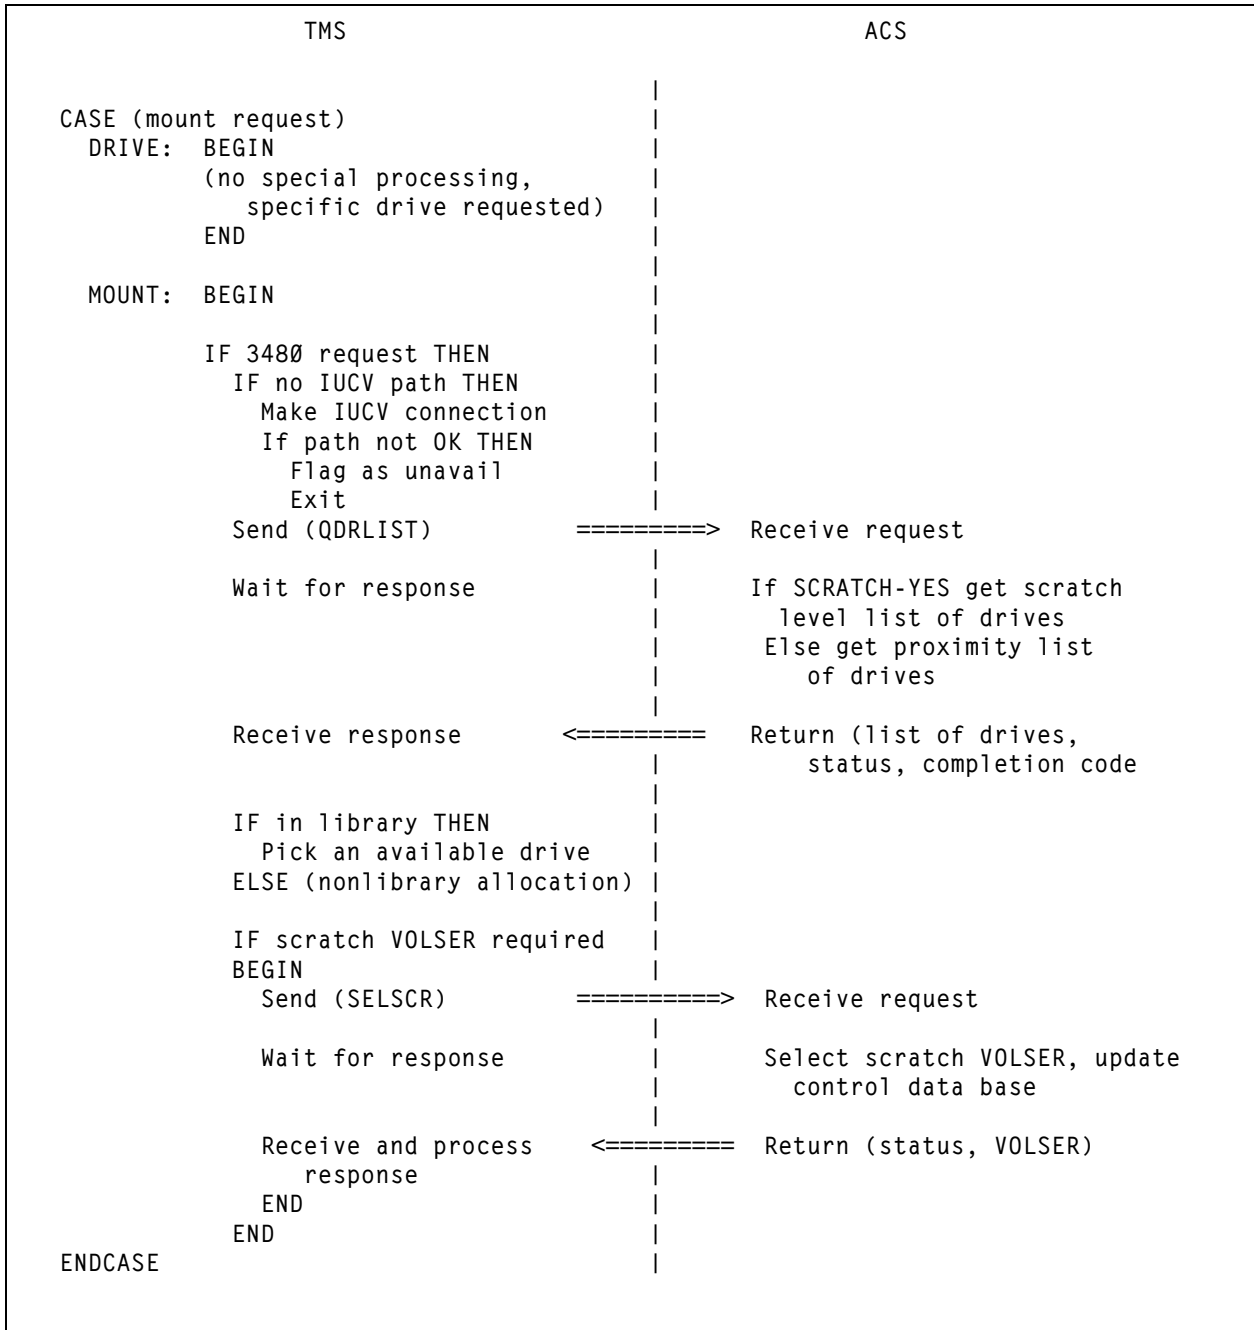 TMS ACS
|
CASE (mount request) |
DRIVE: BEGIN |
(no special processing, |
specific drive requested) |
END |
|
MOUNT: BEGIN |
|
IF 348Ø request THEN |
IF no IUCV path THEN |
Make IUCV connection |
If path not OK THEN |
Flag as unavail |
Exit |
Send (QDRLIST) =========> Receive request
|
Wait for response | If SCRATCH-YES get scratch
| level list of drives
| Else get proximity list
| of drives
|
Receive response <========= Return (list of drives,
| status, completion code
|
IF in library THEN |
Pick an available drive |
ELSE (nonlibrary allocation) |
|
IF scratch VOLSER required |
BEGIN |
Send (SELSCR) ==========> Receive request
|
Wait for response | Select scratch VOLSER, update
| control data base
|
Receive and process <========= Return (status, VOLSER)
response |
END |
END |
ENDCASE |